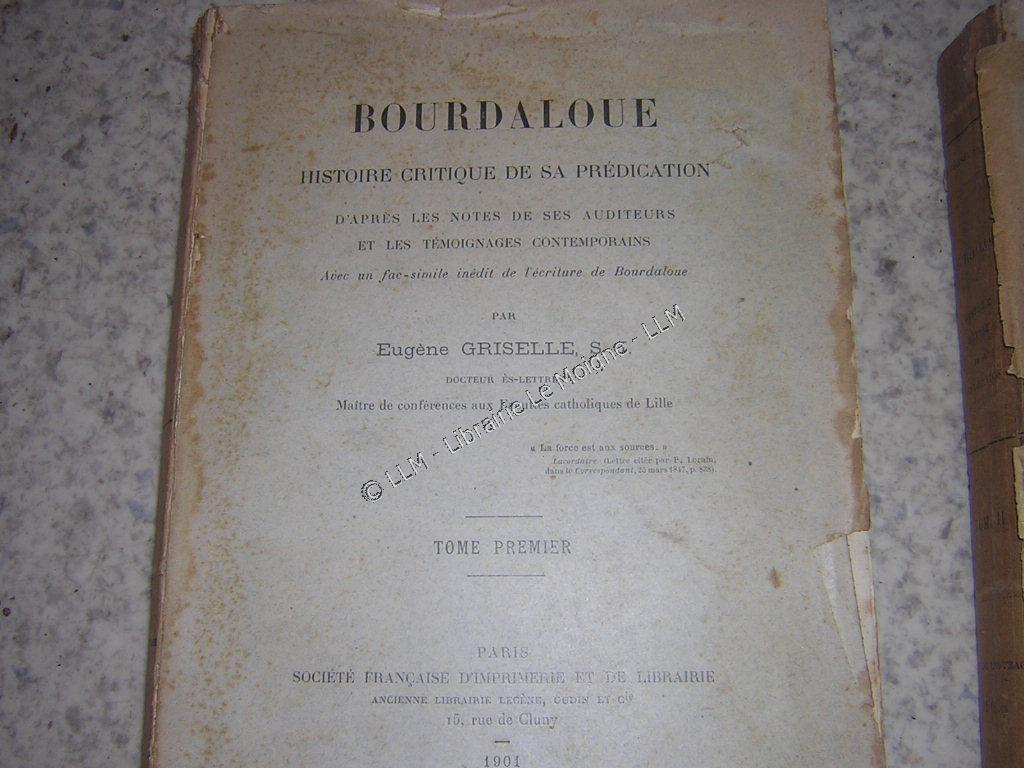 BOURDALOUE
HISTOIRE CRITIQUE DE SA PRÉDICATION
D'APRÈS LES NOTES DE SES AUDITEURS
ET LES TÉMOIGNAGES CONTEMPORAINS
Avec un fac-simile inédit de l'écriture de Bourdaloue
PAR
Eugène GRISELLE, S.
DOCTEUR ÈS-LETTRES
Maître de conférences aux Facultés catholiques de Lille
« La force est aux sources. »
Lacordaire (Lettre citée par P. Lorain,
dans le Correspondant, 25 mars 1847, p. 838).
TOME PREMIER
PARIS
SOCIÉTÉ FRANÇAISE D'IMPRIMERIE ET DE LIBRAIRIE
ANCIENNE LIBRAIRIE LECÈNE, OUDIN ET Cie
15, rue de Cluny
1901
© LLM - Librairie Le Moigne - LLM